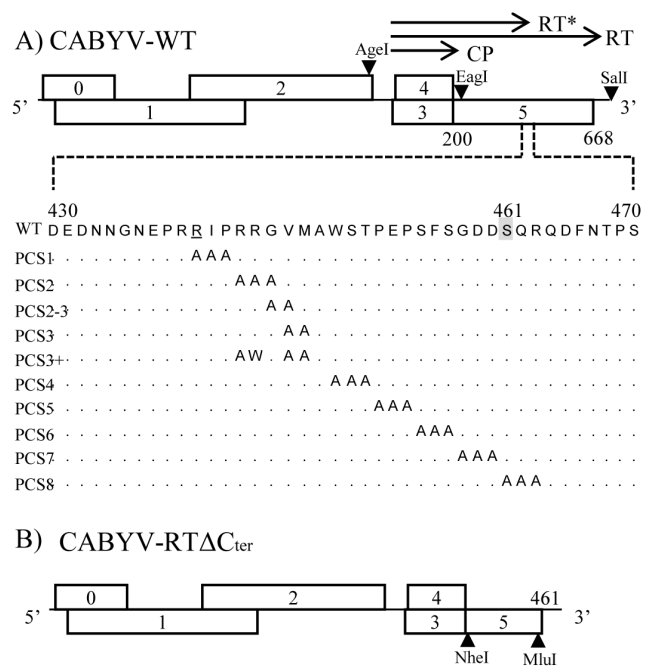 A) CABYV-WT
RT*
RT
AgeI
CP
EagI
SalI
0 2 4
5' 3'
1 3 5
200 668
430 461 470
WT D E D N N G N E P R R I P R R G V M A W S T P E P S F S G D D S Q R Q D F N T P S
PCS1 . . . . . . . . . . A A A . . . . . . . . . . . . . . . . . . . . . . . . . . . .
PCS2 . . . . . . . . . . . . . A A A . . . . . . . . . . . . . . . . . . . . . . . . .
PCS2-3 . . . . . . . . . . . . . . . A A . . . . . . . . . . . . . . . . . . . . . . . .
PCS3 . . . . . . . . . . . . . . . . A A . . . . . . . . . . . . . . . . . . . . . . .
PCS3+ . . . . . . . . . . . . . A W . A A . . . . . . . . . . . . . . . . . . . . . . .
PCS4 . . . . . . . . . . . . . . . . . . . A A A . . . . . . . . . . . . . . . . . . .
PCS5 . . . . . . . . . . . . . . . . . . . . . . A A A . . . . . . . . . . . . . . . .
PCS6 . . . . . . . . . . . . . . . . . . . . . . . . . A A A . . . . . . . . . . . . .
PCS7 . . . . . . . . . . . . . . . . . . . . . . . . . . . . A A A . . . . . . . . . .
PCS8 . . . . . . . . . . . . . . . . . . . . . . . . . . . . . . . A A A . . . . . . .
B) CABYV-RTΔCter
0 2 4 461
5' 3'
1 3 5
NheI MluI